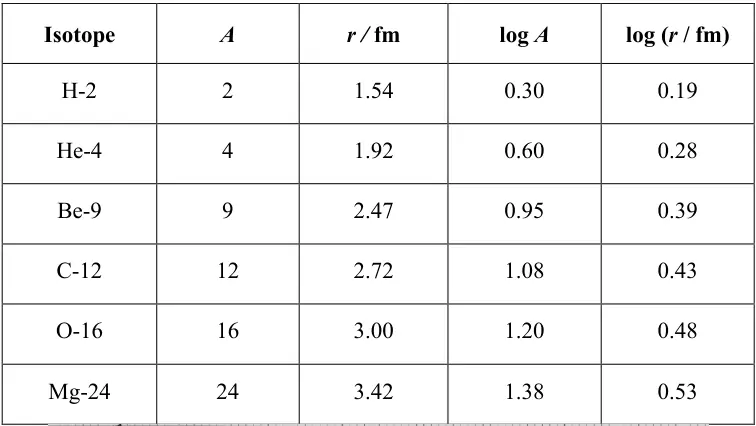 Isotope A r / fm log A log (r / fm)
H-2 2 1.54 0.30 0.19
He-4 4 1.92 0.60 0.28
Be-9 9 2.47 0.95 0.39
C-12 12 2.72 1.08 0.43
O-16 16 3.00 1.20 0.48
Mg-24 24 3.42 1.38 0.53